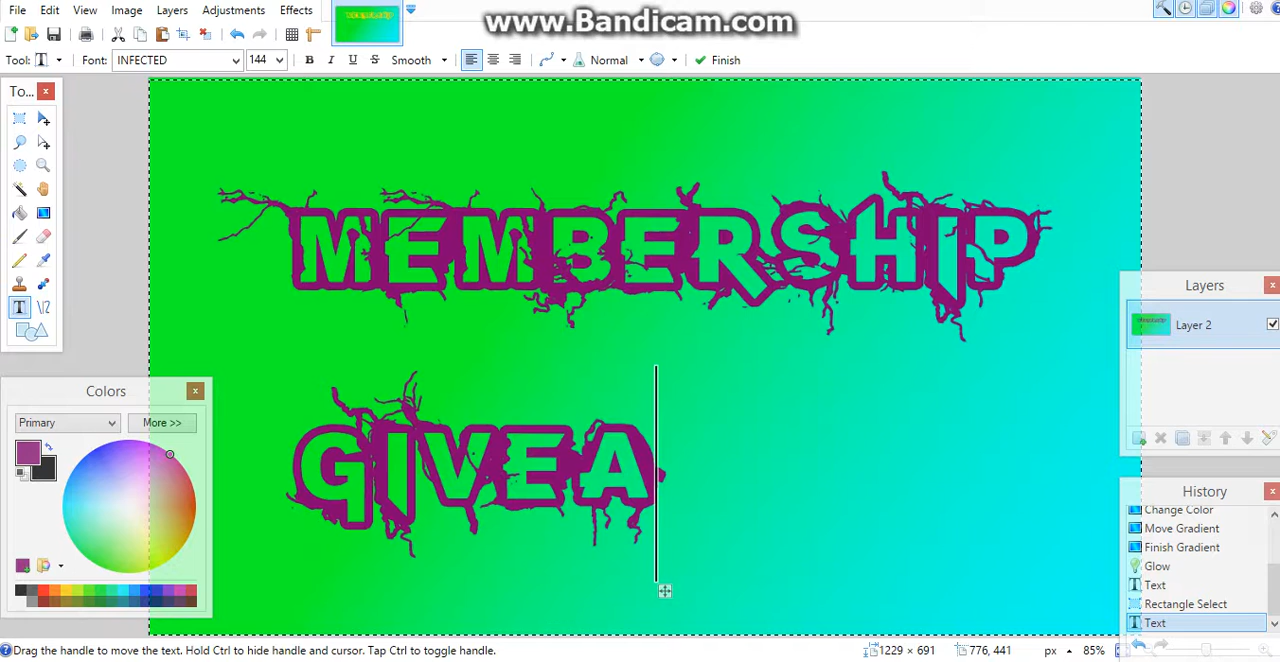 www.Bandicam.com
File Edit View Image Layers Adjustments Effects
Tool: T Font: INFECTED 144 B I U S Smooth Normal Finish
To...
MEMBERSHIP
GIVEA
Layers
Layer 2
Colors
Primary More >>
History
Change Color
Move Gradient
Finish Gradient
Glow
Text
Rectangle Select
Text
Drag the handle to move the text. Hold Ctrl to hide handle and cursor. Tap Ctrl to show handle.
1229 × 691 776, 441 px 85%